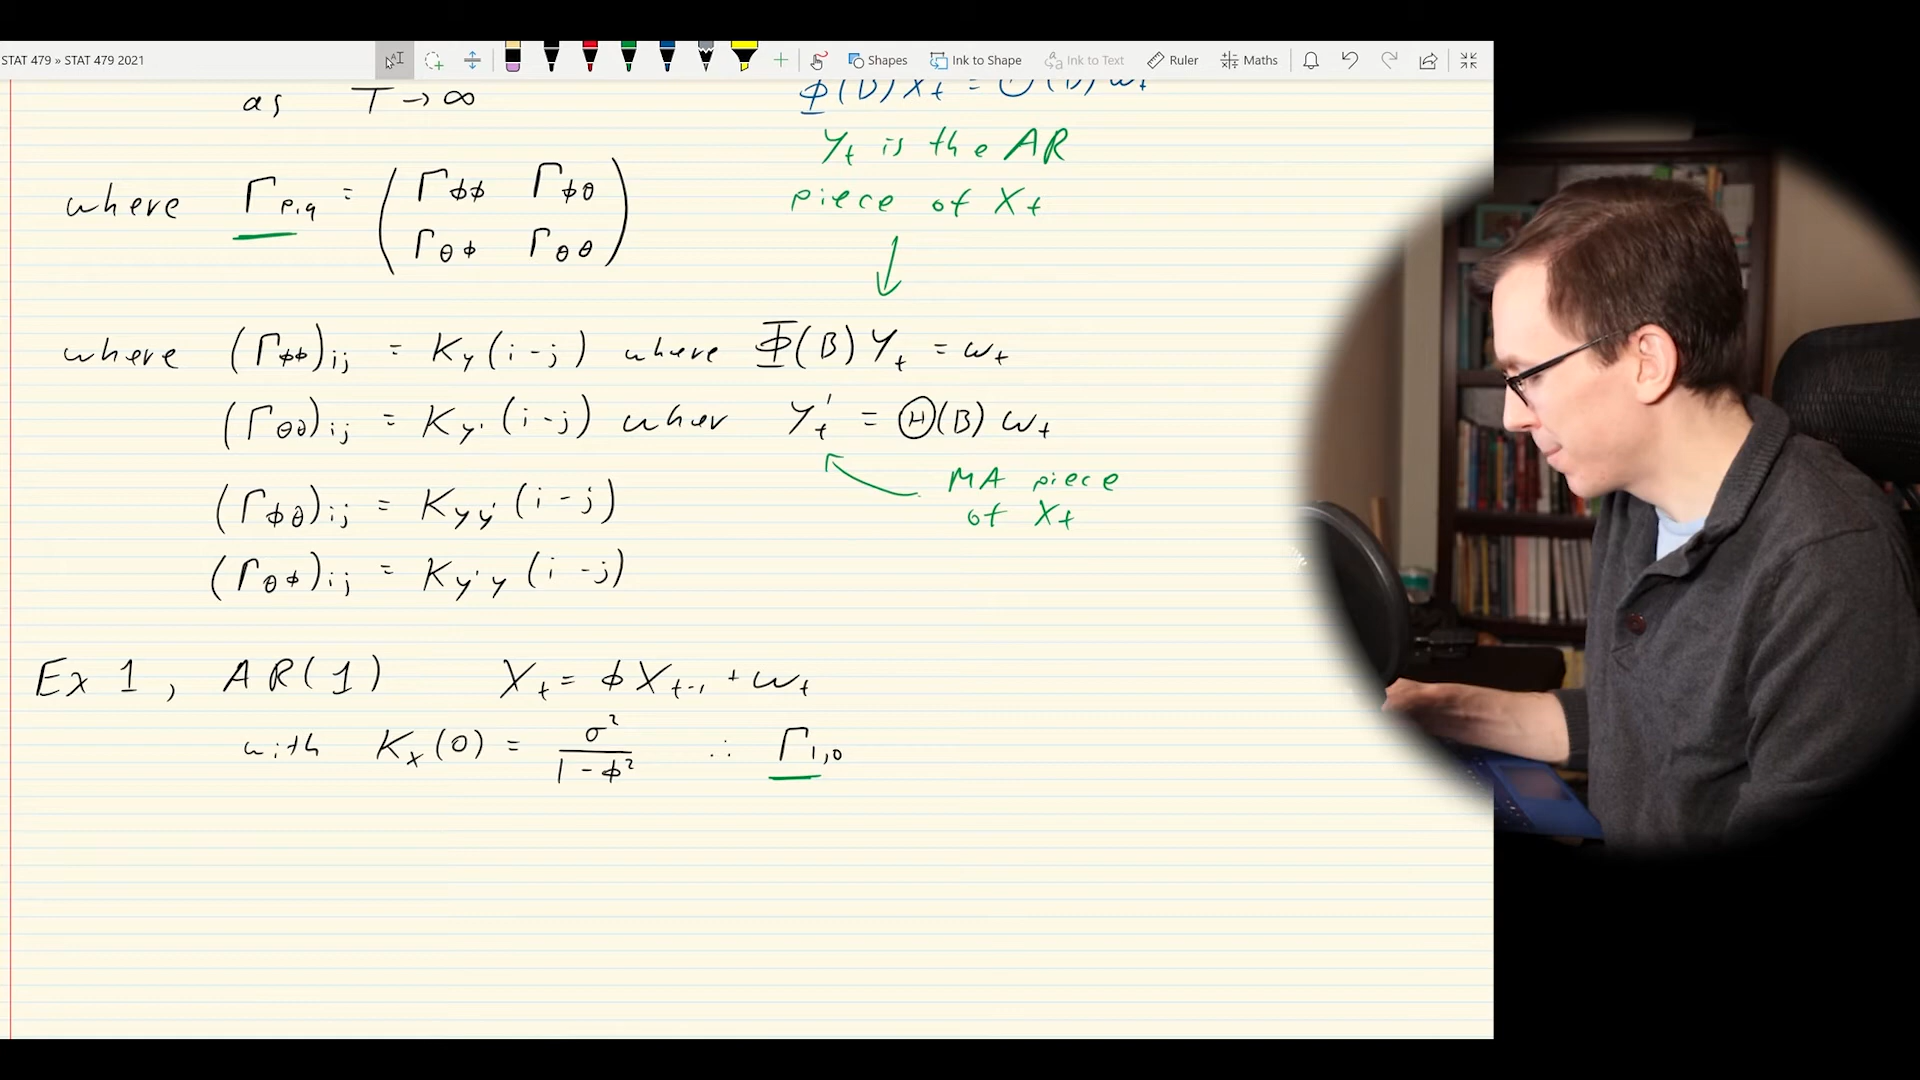 STAT 479 » STAT 479 2021
Shapes Ink to Shape Ink to Text Ruler Maths
as T → ∞
Φ(B) Xt = Θ(B) wt
Yt is the AR
piece of Xt
where Γp,q = ( Γφφ Γφθ
Γθφ Γθθ )
where (Γφφ)ij = Ky (i-j) where Φ(B) Yt = wt
(Γθθ)ij = Ky' (i-j) wher Yt' = Θ(B) wt
MA piece
of Xt
(Γφθ)ij = Kyy' (i-j)
(Γθφ)ij = Ky'y (i-j)
Ex 1, AR(1) Xt = φXt-1 + wt
with Kx(0) = σ² / 1-φ² ∴ Γ1,0